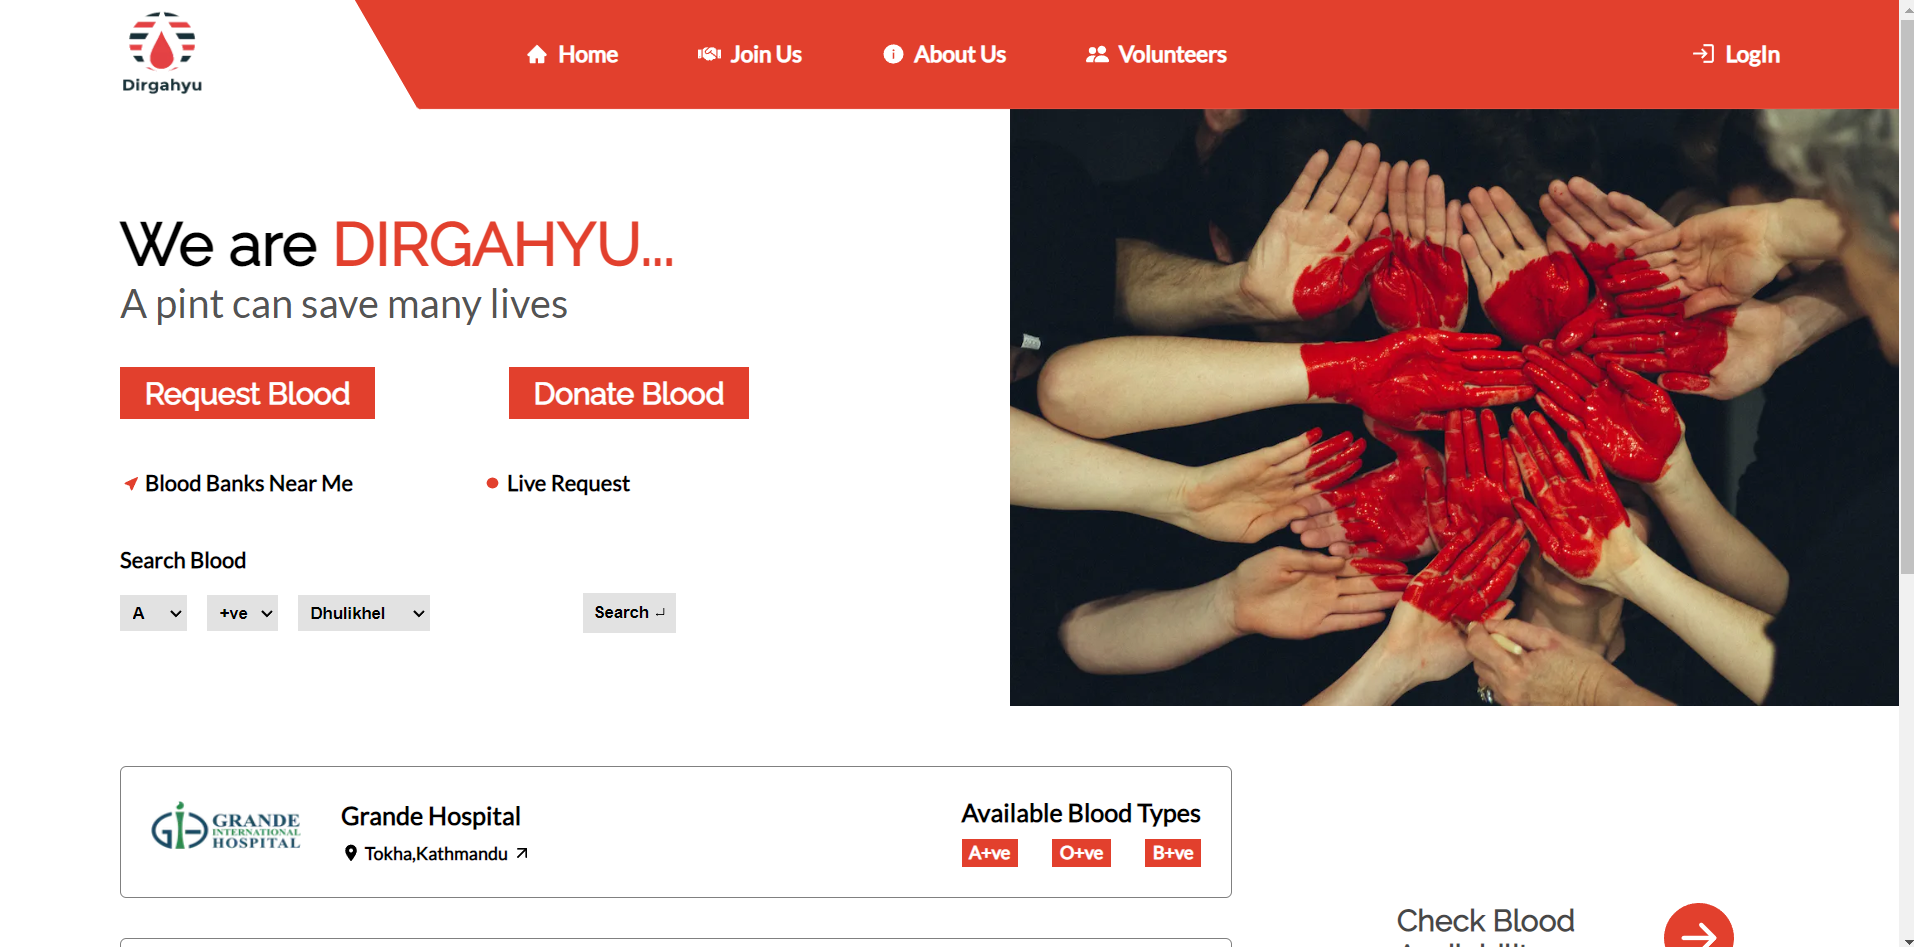 Dirgahyu
Home
Join Us
About Us
Volunteers
LogIn
We are DIRGAHYU...
A pint can save many lives
Request Blood
Donate Blood
Blood Banks Near Me
Live Request
Search Blood
A
+ve
Dhulikhel
Search
GRANDE
INTERNATIONAL
HOSPITAL
Grande Hospital
Tokha,Kathmandu
Available Blood Types
A+ve
O+ve
B+ve
Check Blood